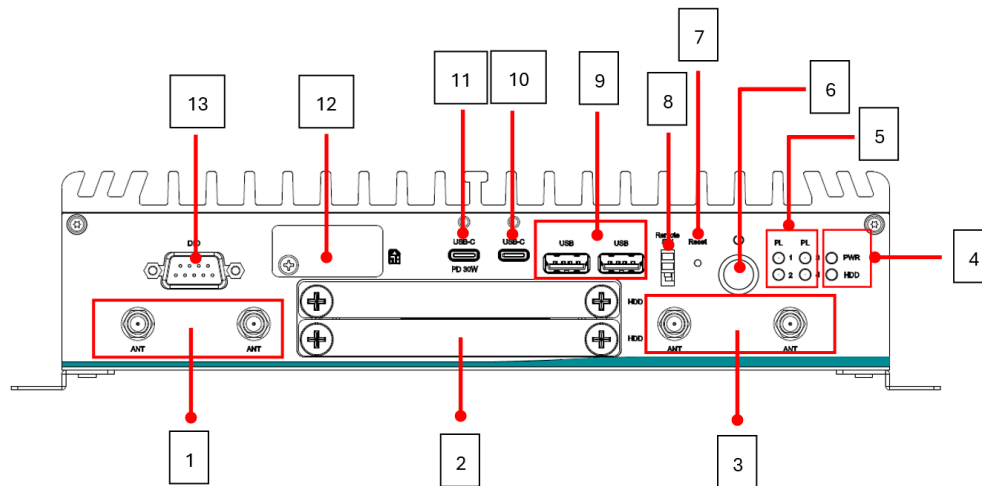 7
11
10
9
8
6
13
12
5
4
DIO
USB-C
PD 30W
USB-C
USB
USB
Remote
Reset
PL PL
1 3
2 4
PWR
HDD
HDD
HDD
ANT
ANT
ANT
ANT
1
2
3